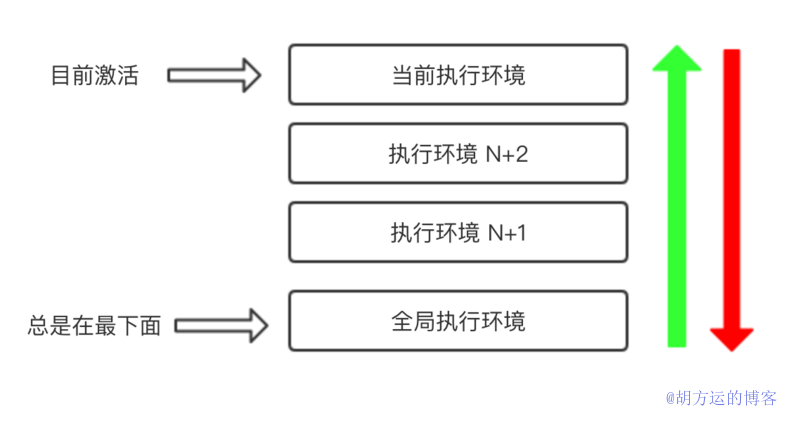 目前激活
当前执行环境
执行环境 N+2
执行环境 N+1
总是在最下面
全局执行环境
@胡方运的博客